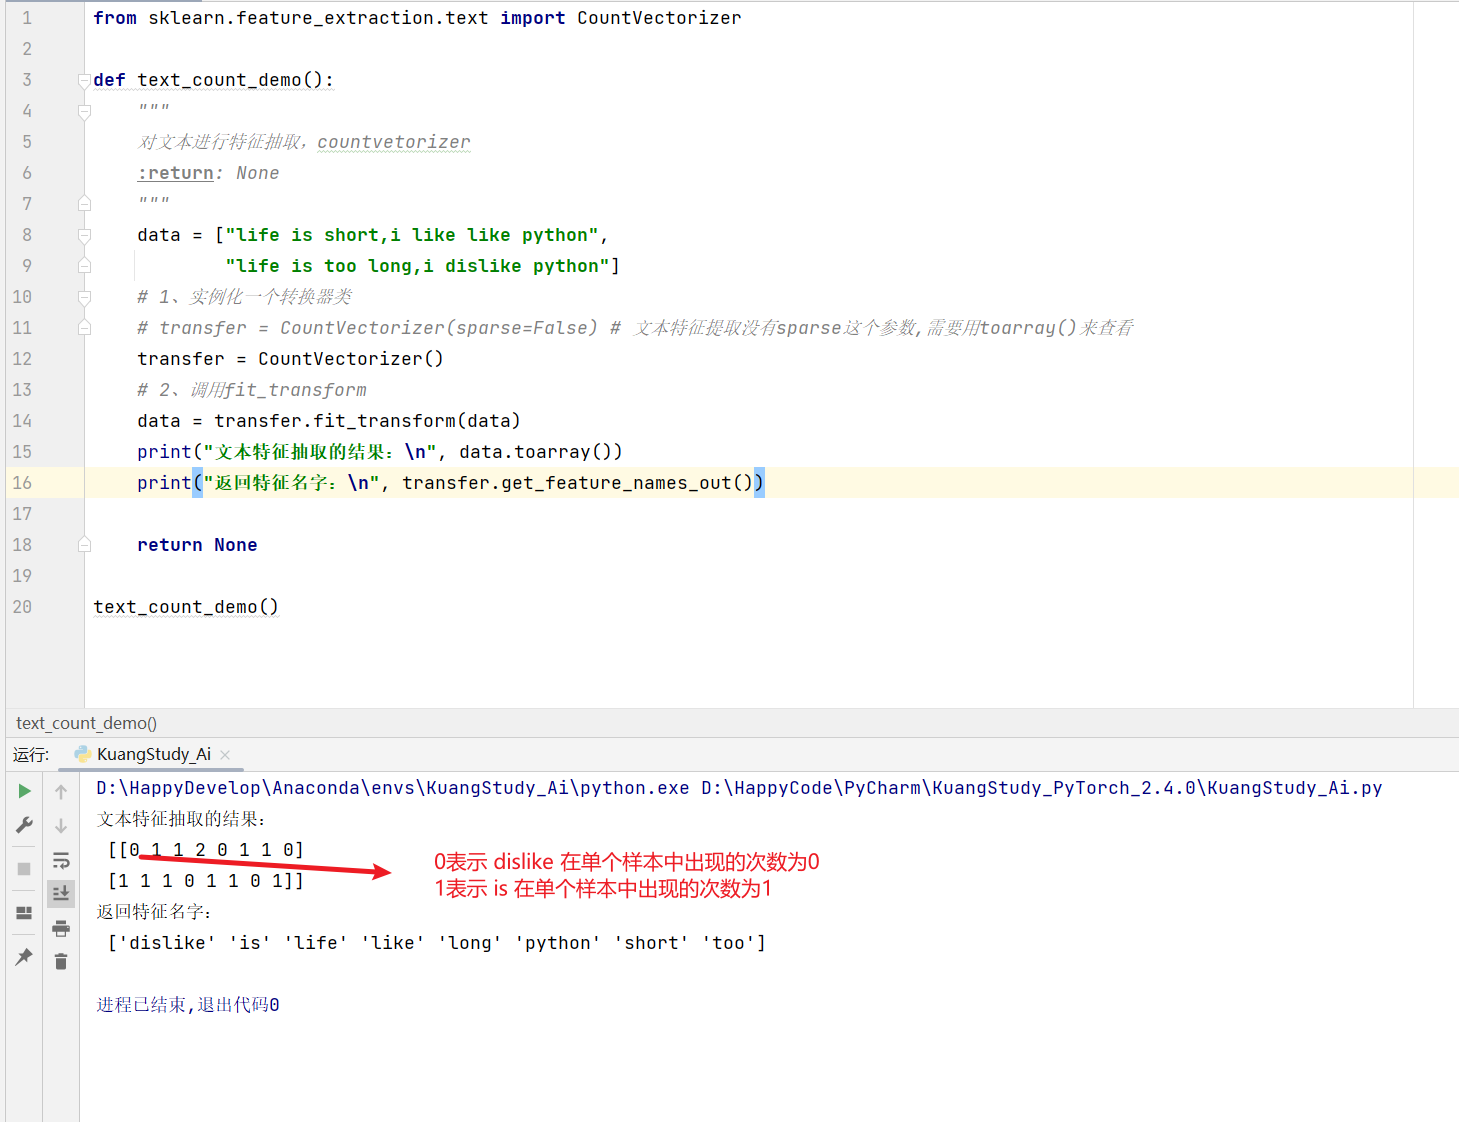 1 from sklearn.feature_extraction.text import CountVectorizer
2
3 def text_count_demo():
4     """
5     对文本进行特征抽取，countvetorizer
6     :return: None
7     """
8     data = ["life is short,i like like python",
9             "life is too long,i dislike python"]
10     # 1、实例化一个转换器类
11     # transfer = CountVectorizer(sparse=False) # 文本特征提取没有sparse这个参数,需要用toarray()来查看
12     transfer = CountVectorizer()
13     # 2、调用fit_transform
14     data = transfer.fit_transform(data)
15     print("文本特征抽取的结果：\n", data.toarray())
16     print("返回特征名字：\n", transfer.get_feature_names_out())
17
18     return None
19
20 text_count_demo()
text_count_demo()
运行: KuangStudy_Ai
D:\HappyDevelop\Anaconda\envs\KuangStudy_Ai\python.exe D:\HappyCode\PyCharm\KuangStudy_PyTorch_2.4.0\KuangStudy_Ai.py
文本特征抽取的结果：
[[0 1 1 2 0 1 1 0]
0表示 dislike 在单个样本中出现的次数为0
[1 1 1 0 1 1 0 1]]
1表示 is 在单个样本中出现的次数为1
返回特征名字：
['dislike' 'is' 'life' 'like' 'long' 'python' 'short' 'too']
进程已结束,退出代码0